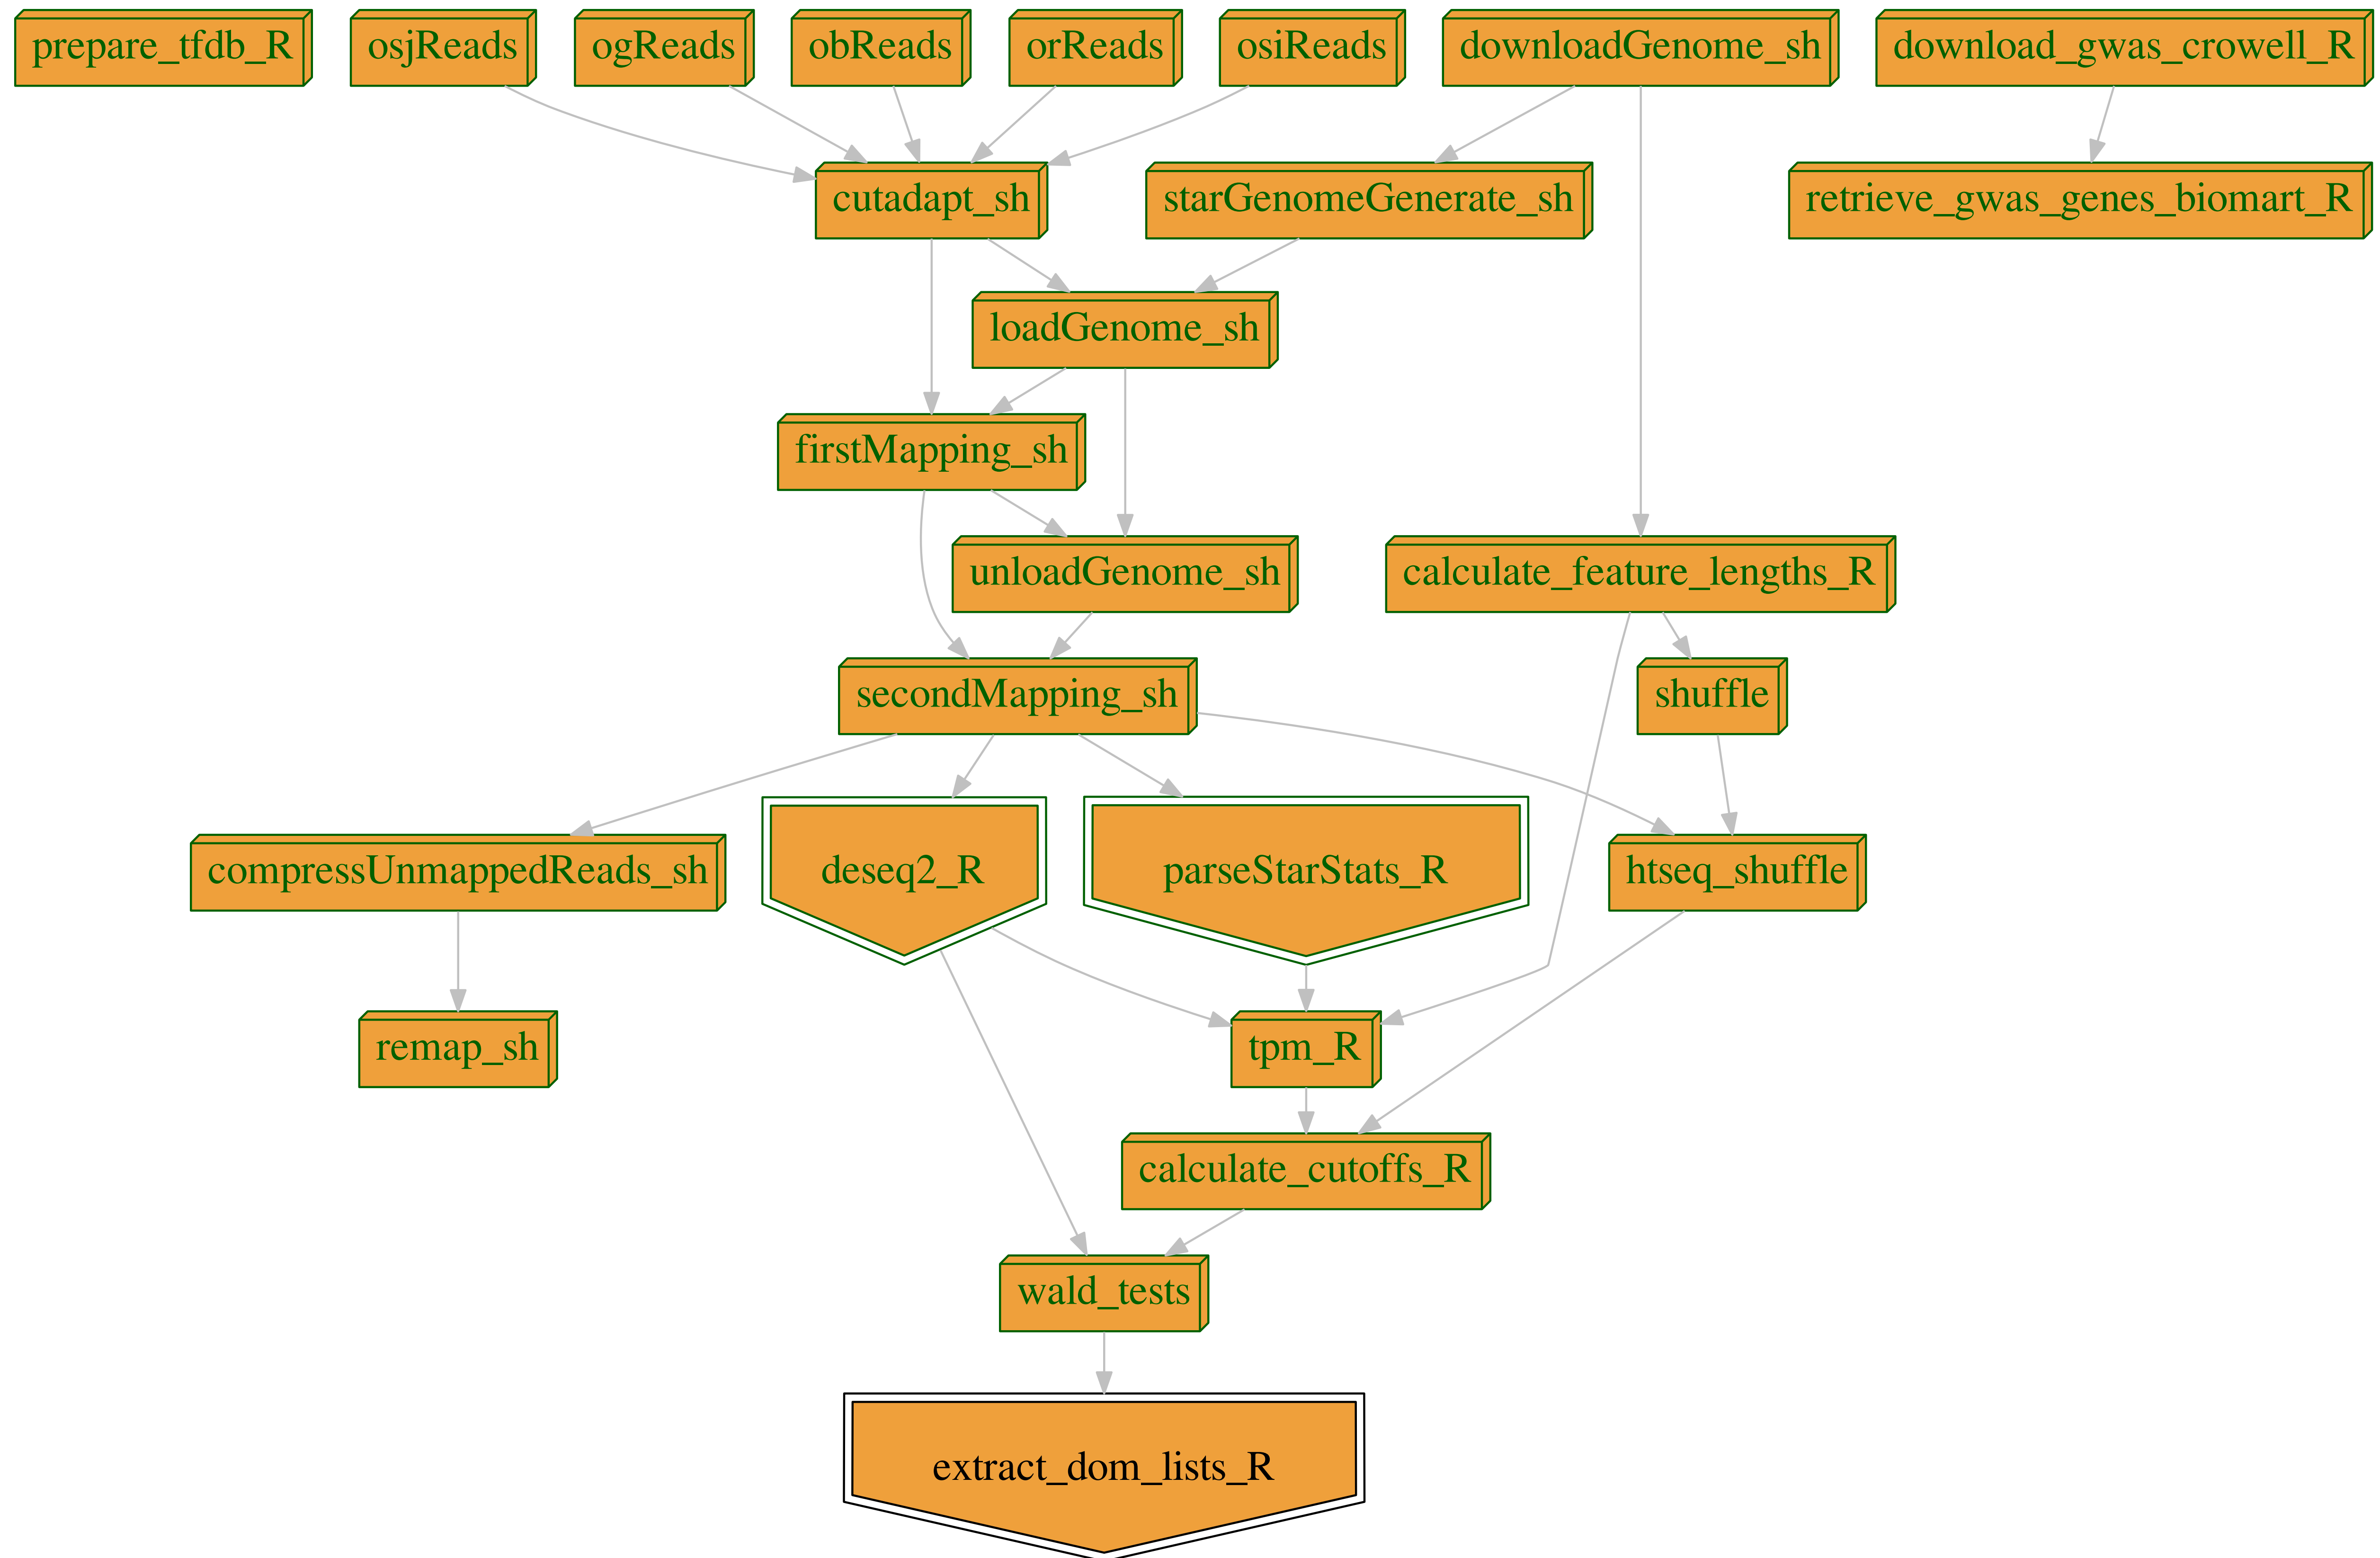 prepare_tfdb_R
osjReads
ogReads
obReads
orReads
osiReads
downloadGenome_sh
download_gwas_crowell_R
cutadapt_sh
starGenomeGenerate_sh
retrieve_gwas_genes_biomart_R
loadGenome_sh
firstMapping_sh
unloadGenome_sh
calculate_feature_lengths_R
secondMapping_sh
shuffle
compressUnmappedReads_sh
deseq2_R
parseStarStats_R
htseq_shuffle
remap_sh
tpm_R
calculate_cutoffs_R
wald_tests
extract_dom_lists_R